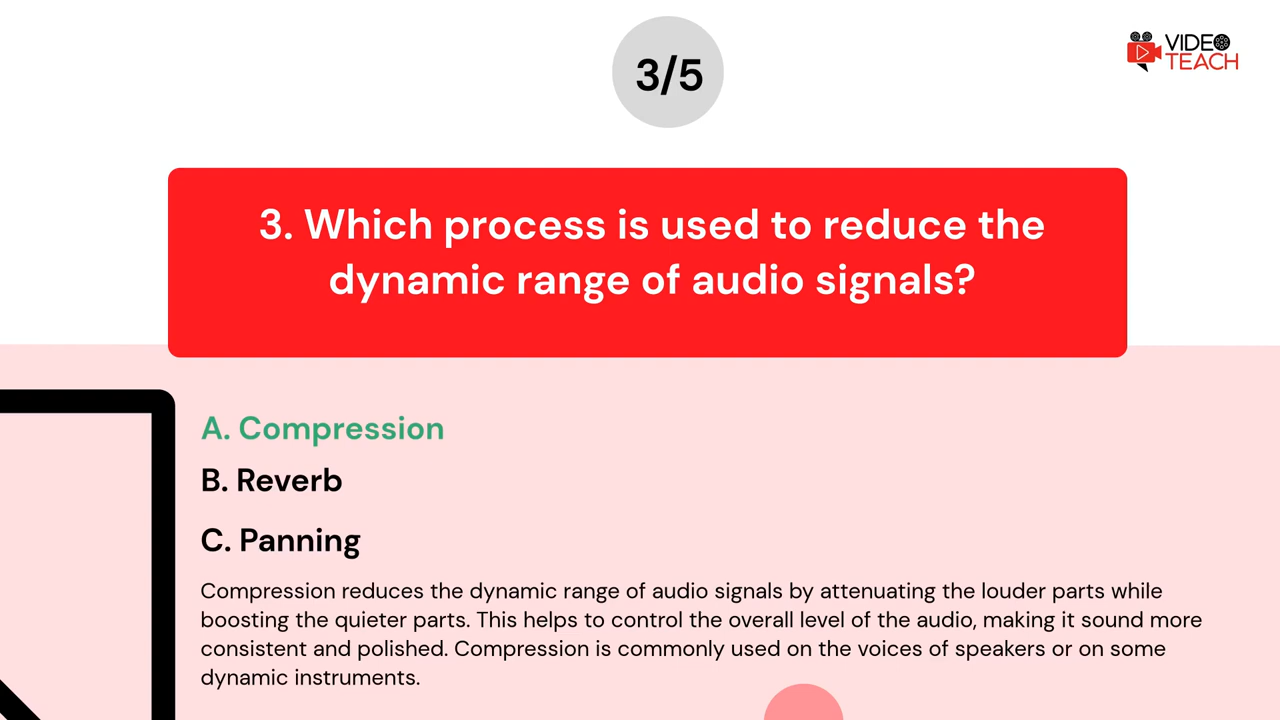 3/5
VIDEO
TEACH
3. Which process is used to reduce the
dynamic range of audio signals?
A. Compression
B. Reverb
C. Panning
Compression reduces the dynamic range of audio signals by attenuating the louder parts while
boosting the quieter parts. This helps to control the overall level of the audio, making it sound more
consistent and polished. Compression is commonly used on the voices of speakers or on some
dynamic instruments.